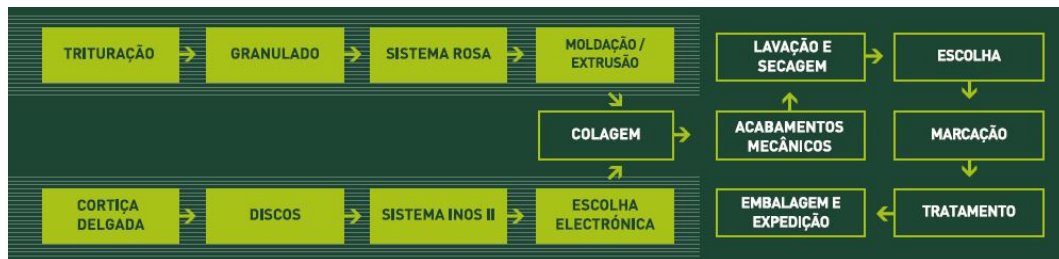 TRITURAÇÃO
GRANULADO
SISTEMA ROSA
MOLDAÇÃO /
EXTRUSÃO
CORTIÇA
DELGADA
DISCOS
SISTEMA INOS II
ESCOLHA
ELECTRÓNICA
COLAGEM
ACABAMENTOS
MECÂNICOS
LAVAÇÃO E
SECAGEM
ESCOLHA
MARCAÇÃO
TRATAMENTO
EMBALAGEM E
EXPEDIÇÃO